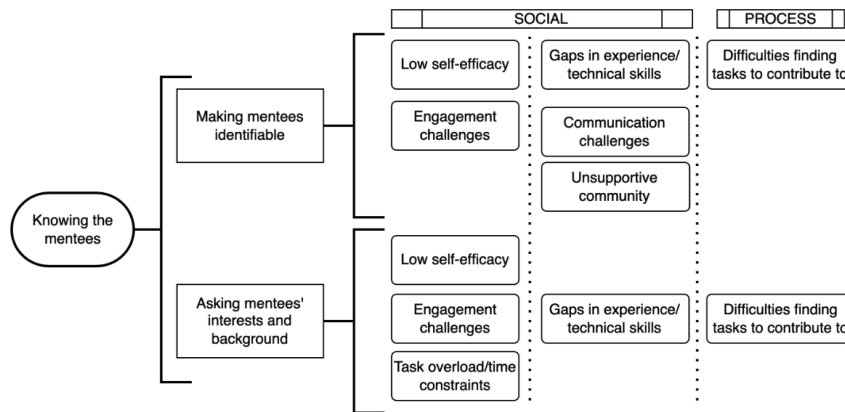 SOCIAL
PROCESS
Low self-efficacy
Gaps in experience/
technical skills
Difficulties finding
tasks to contribute to
Making mentees
identifiable
Engagement
challenges
Communication
challenges
Unsupportive
community
Knowing the
mentees
Low self-efficacy
Asking mentees'
interests and
background
Engagement
challenges
Gaps in experience/
technical skills
Difficulties finding
tasks to contribute to
Task overload/time
constraints